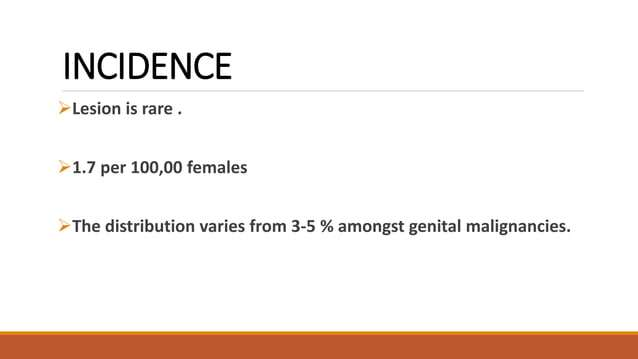 INCIDENCE
➢Lesion is rare .
➢1.7 per 100,00 females
➢The distribution varies from 3-5 % amongst genital malignancies.